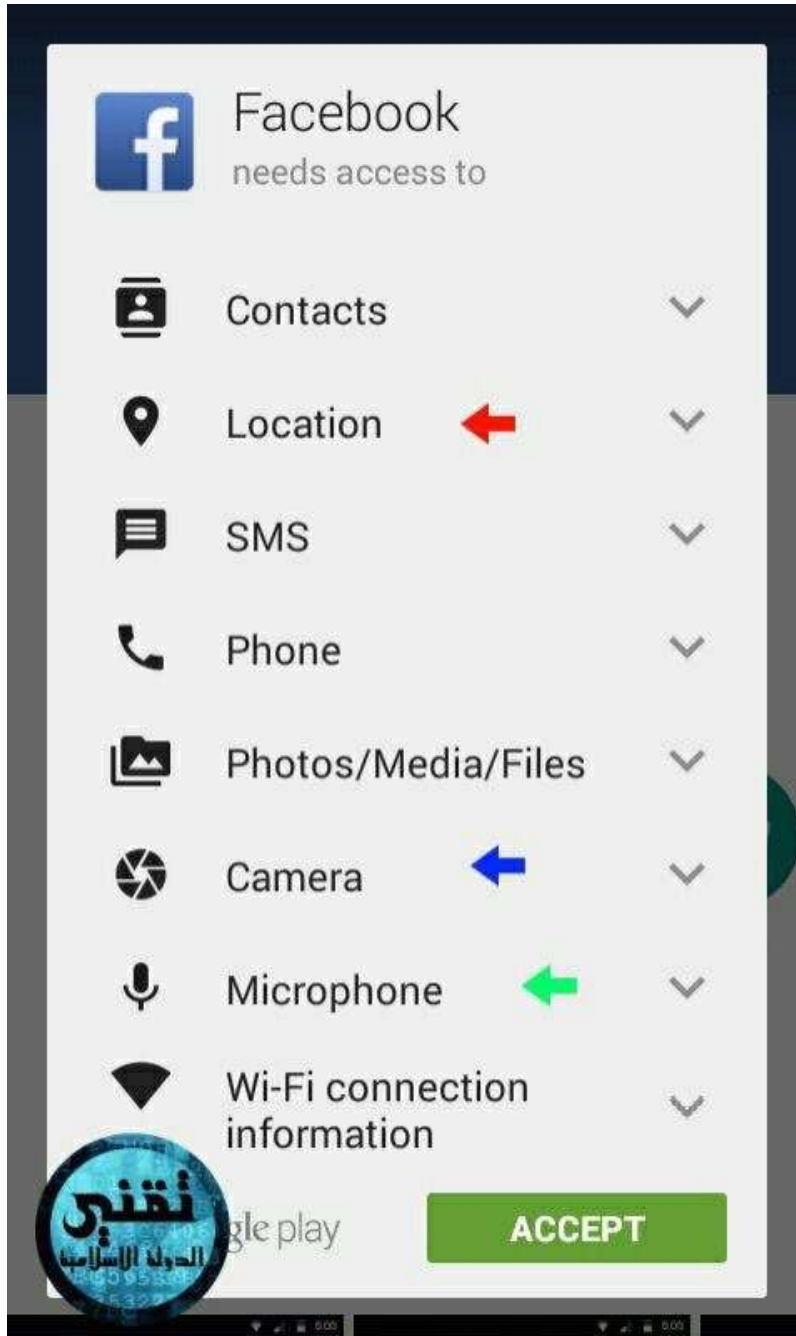 Facebook
needs access to
Contacts
Location
SMS
Phone
Photos/Media/Files
Camera
Microphone
Wi-Fi connection
information
gle play
ACCEPT
تقني
الدولة الاسلامية